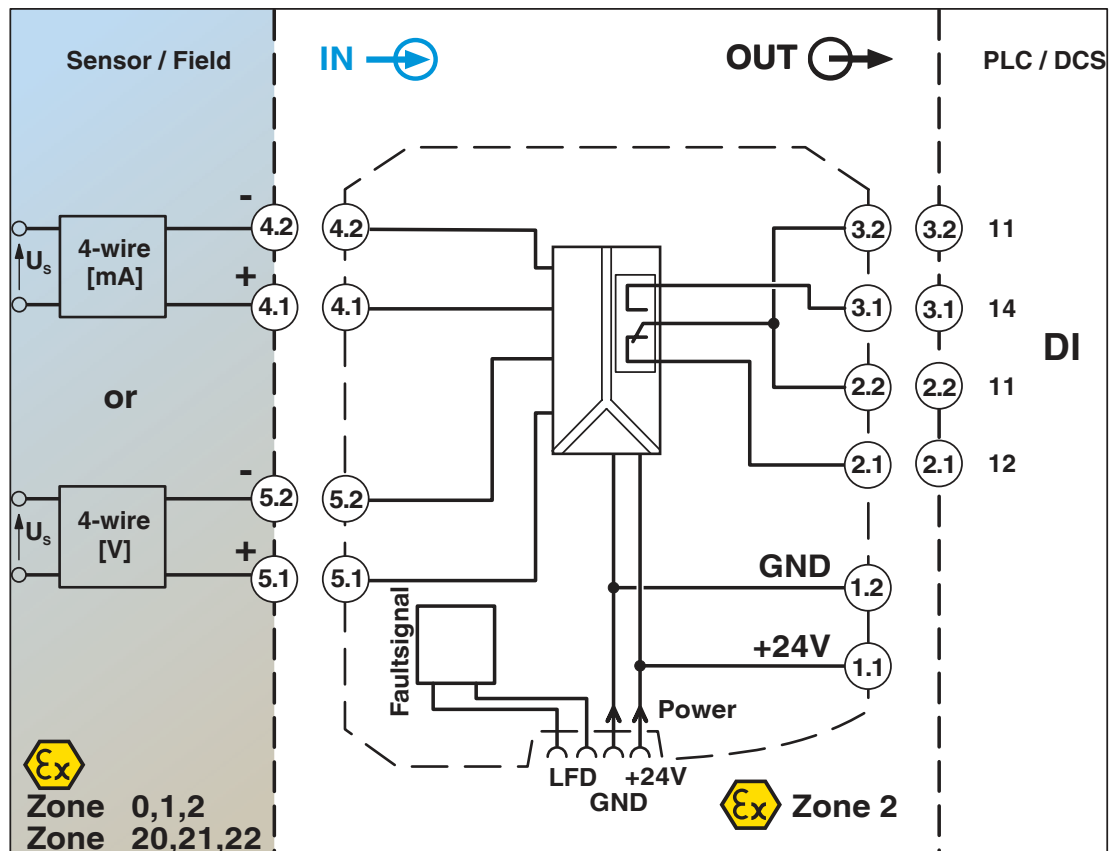 Sensor / Field
IN
OUT
PLC / DCS
-
4.2
4.2
3.2
3.2
11
4-wire
[mA]
Us
+
4.1
4.1
3.1
3.1
14
DI
or
2.2
2.2
11
2.1
2.1
12
-
5.2
5.2
4-wire
[V]
Us
+
5.1
5.1
GND
1.2
Faultsignal
+24V
1.1
Power
LFD
+24V
GND
Ex
Zone 0,1,2
Zone 20,21,22
Ex
Zone 2